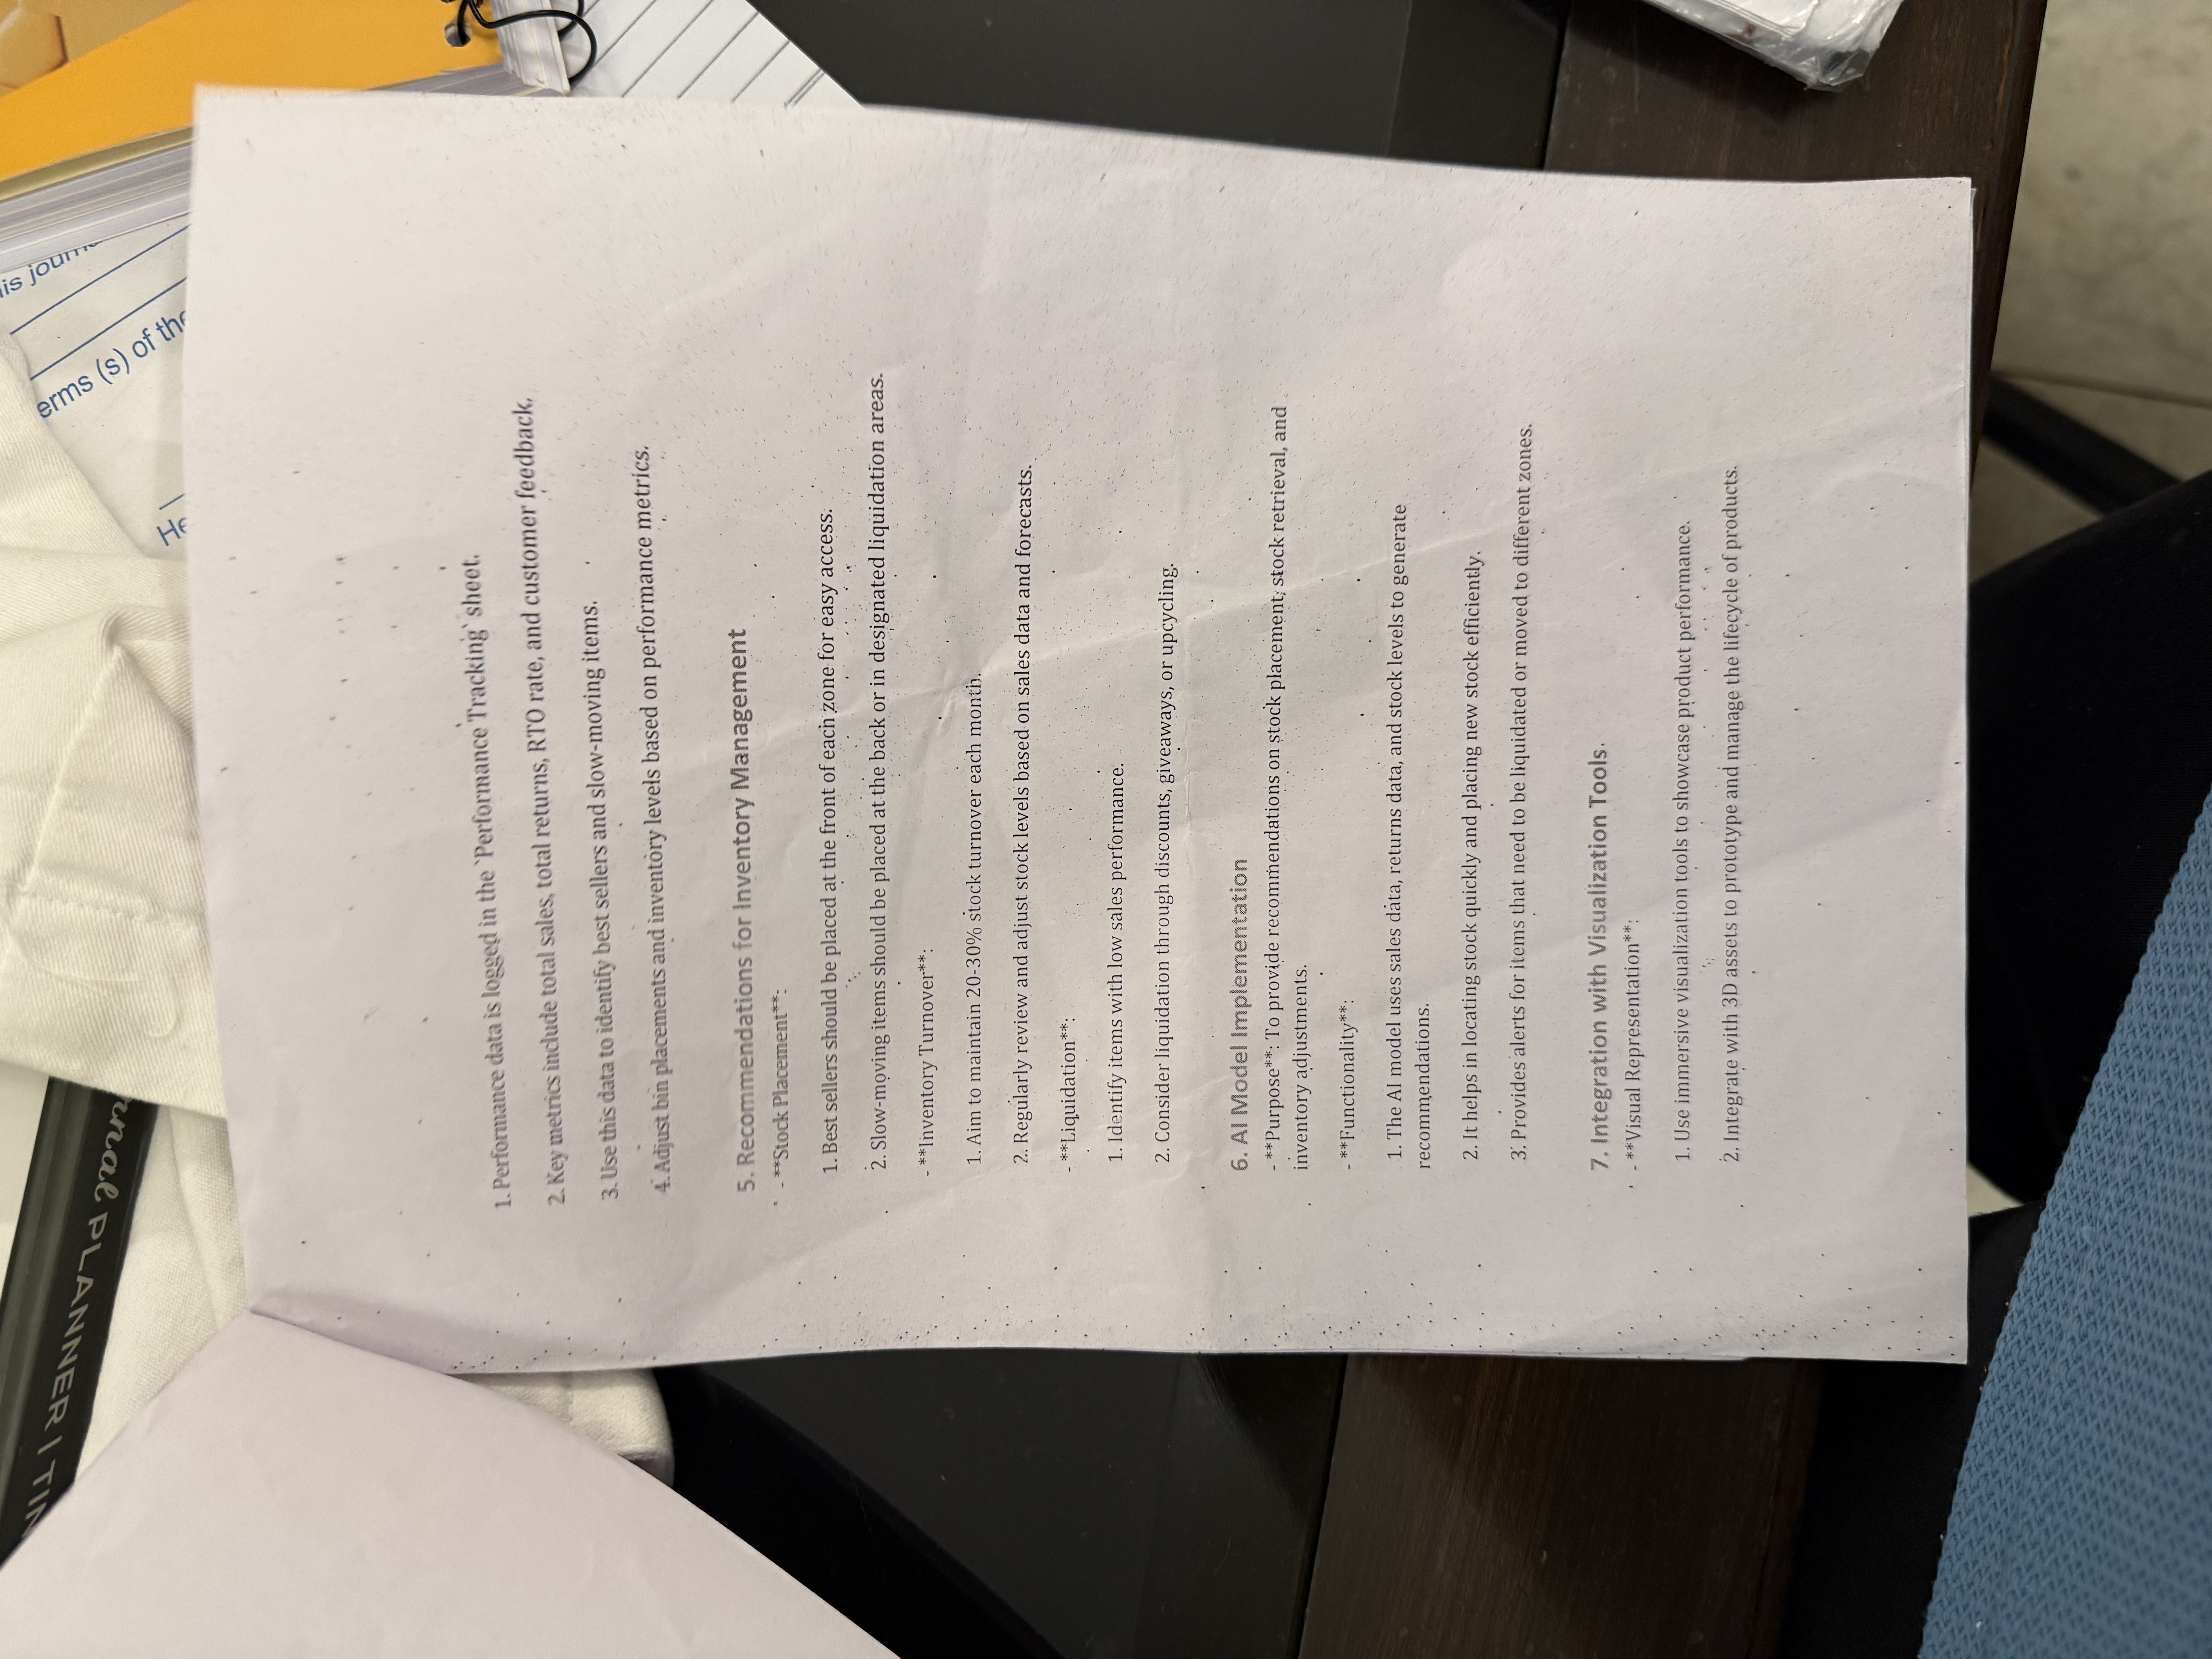 PLANNER | TIN
is journ
erms (s) of the
He
1. Performance data is logged in the `Performance Tracking` sheet.
2. Key metrics include total sales, total returns, RTO rate, and customer feedback.
3. Use this data to identify best sellers and slow-moving items.
4. Adjust bin placements and inventory levels based on performance metrics.
5. Recommendations for Inventory Management
- **Stock Placement**:
1. Best sellers should be placed at the front of each zone for easy access.
2. Slow-moving items should be placed at the back or in designated liquidation areas.
- **Inventory Turnover**:
1. Aim to maintain 20-30% stock turnover each month.
2. Regularly review and adjust stock levels based on sales data and forecasts.
- **Liquidation**:
1. Identify items with low sales performance.
2. Consider liquidation through discounts, giveaways, or upcycling.
6. AI Model Implementation
- **Purpose**: To provide recommendations on stock placement, stock retrieval, and
inventory adjustments.
- **Functionality**:
1. The AI model uses sales data, returns data, and stock levels to generate
recommendations.
2. It helps in locating stock quickly and placing new stock efficiently.
3. Provides alerts for items that need to be liquidated or moved to different zones.
7. Integration with Visualization Tools
- **Visual Representation**:
1. Use immersive visualization tools to showcase product performance.
2. Integrate with 3D assets to prototype and manage the lifecycle of products.